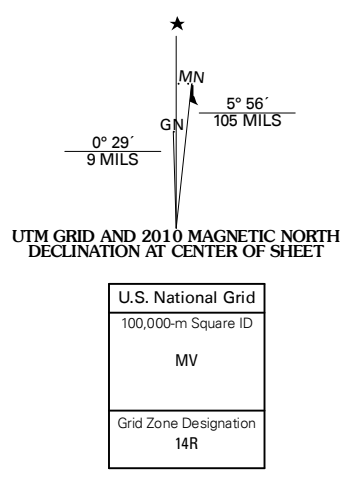 MN
GN
5° 56´
105 MILS
0° 29´
9 MILS
UTM GRID AND 2010 MAGNETIC NORTH
DECLINATION AT CENTER OF SHEET
U.S. National Grid
100,000-m Square ID
MV
Grid Zone Designation
14R